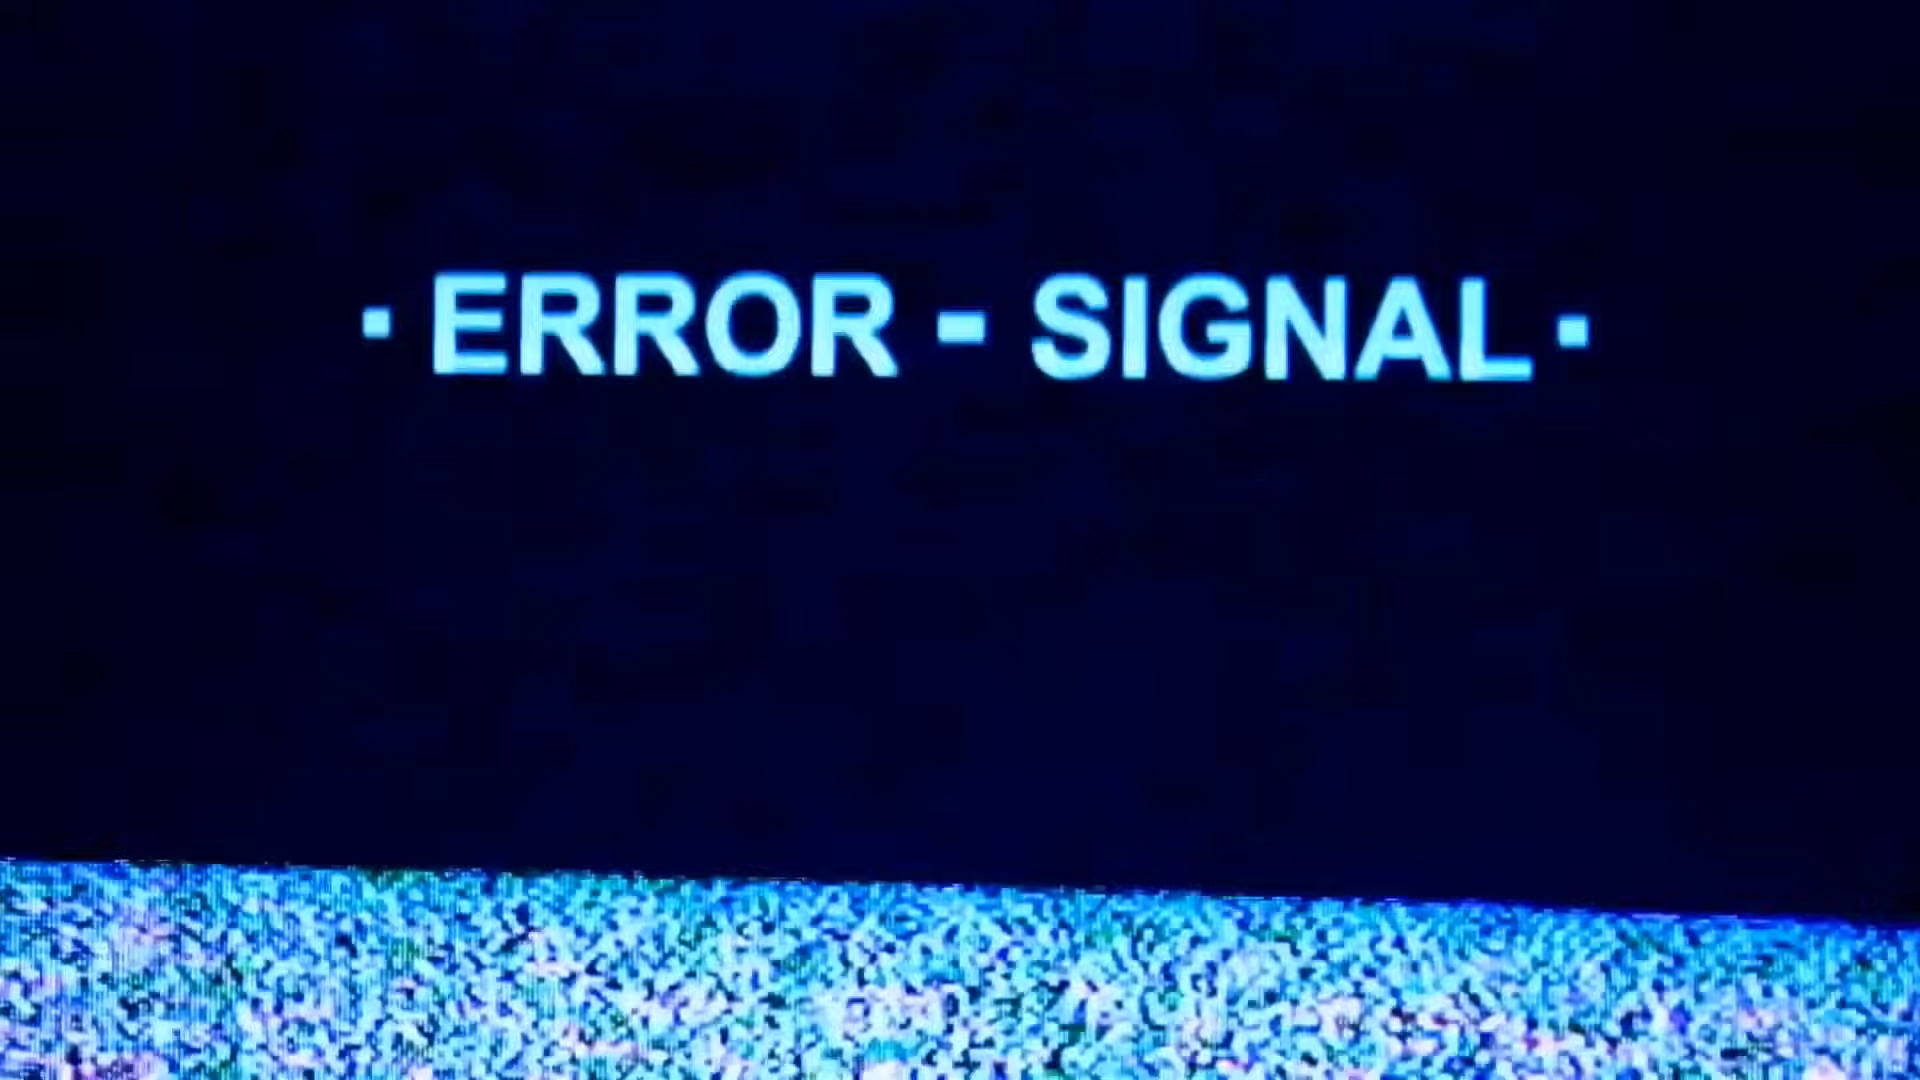 · ERROR - SIGNAL ·